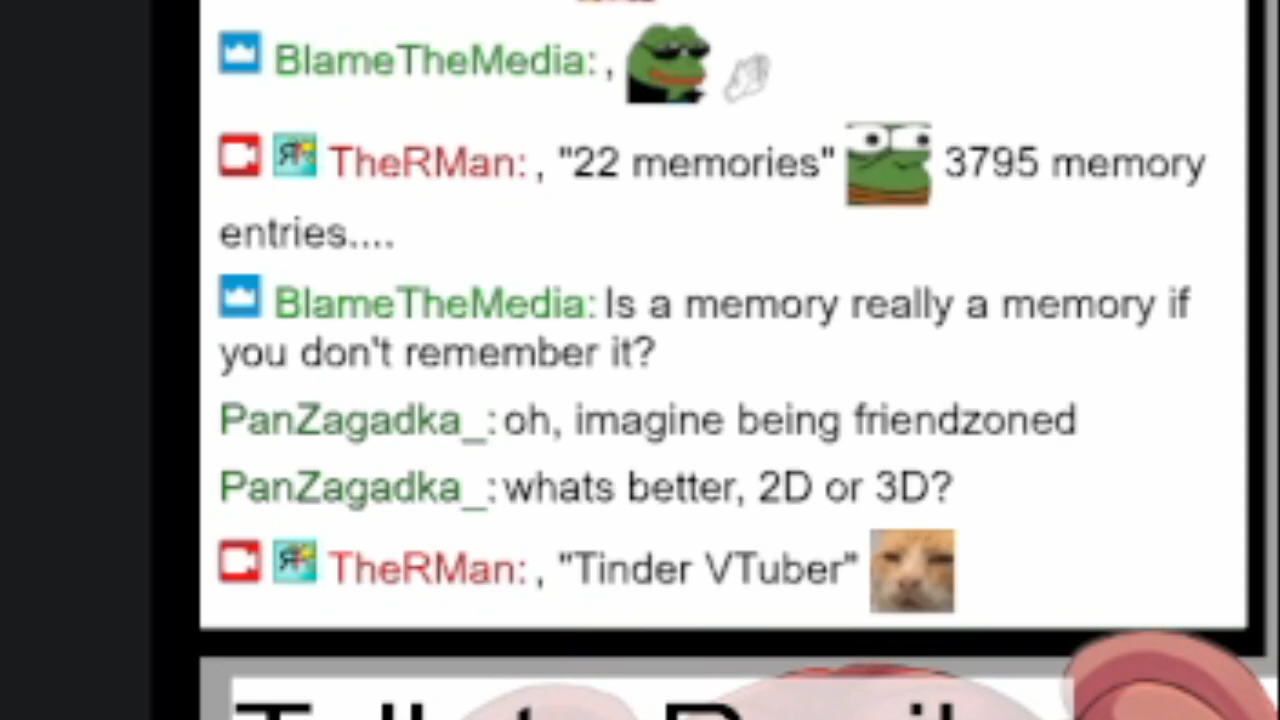 BlameTheMedia: ,
TheRMan: , "22 memories" 3795 memory
entries....
BlameTheMedia: Is a memory really a memory if
you don't remember it?
PanZagadka_: oh, imagine being friendzoned
PanZagadka_: whats better, 2D or 3D?
TheRMan: , "Tinder VTuber"